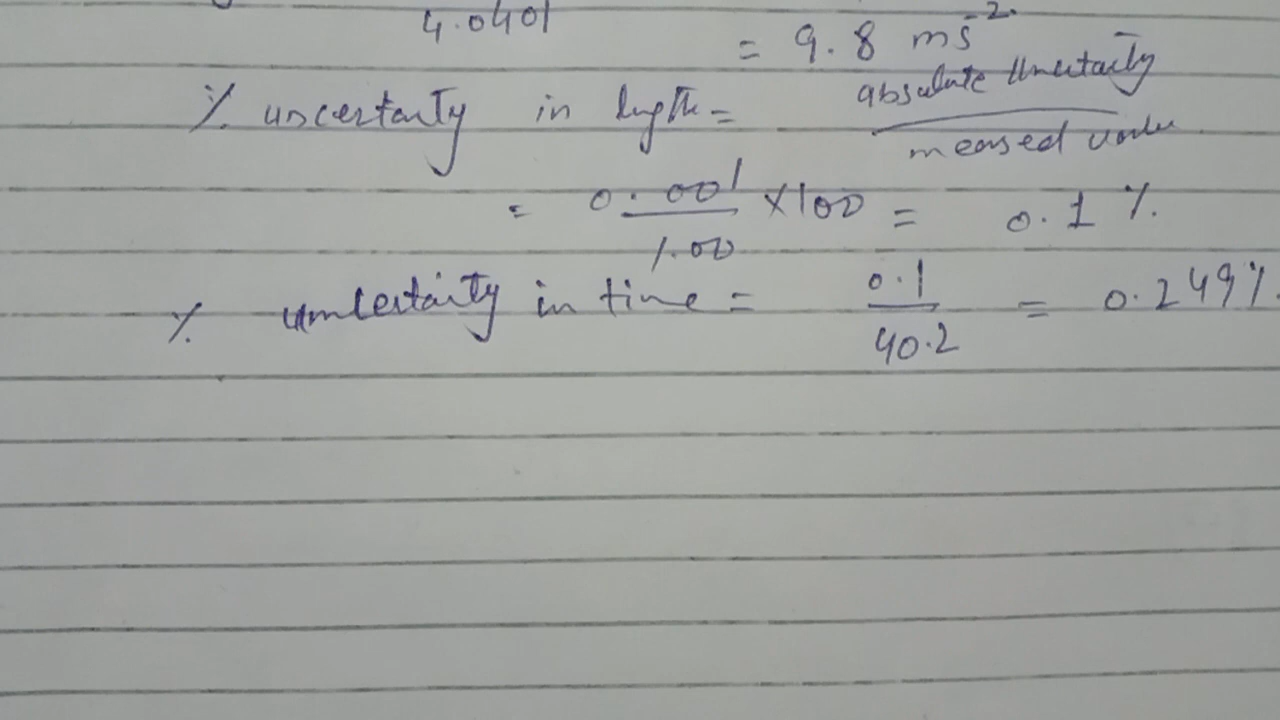 4.0401
= 9.8 ms⁻².
% uncertainty in length = absolute Uncertainty
measured value
= 0.001 ×100 = 0.1 %.
1.00
% uncertainty in time = 0.1 = 0.249%.
40.2